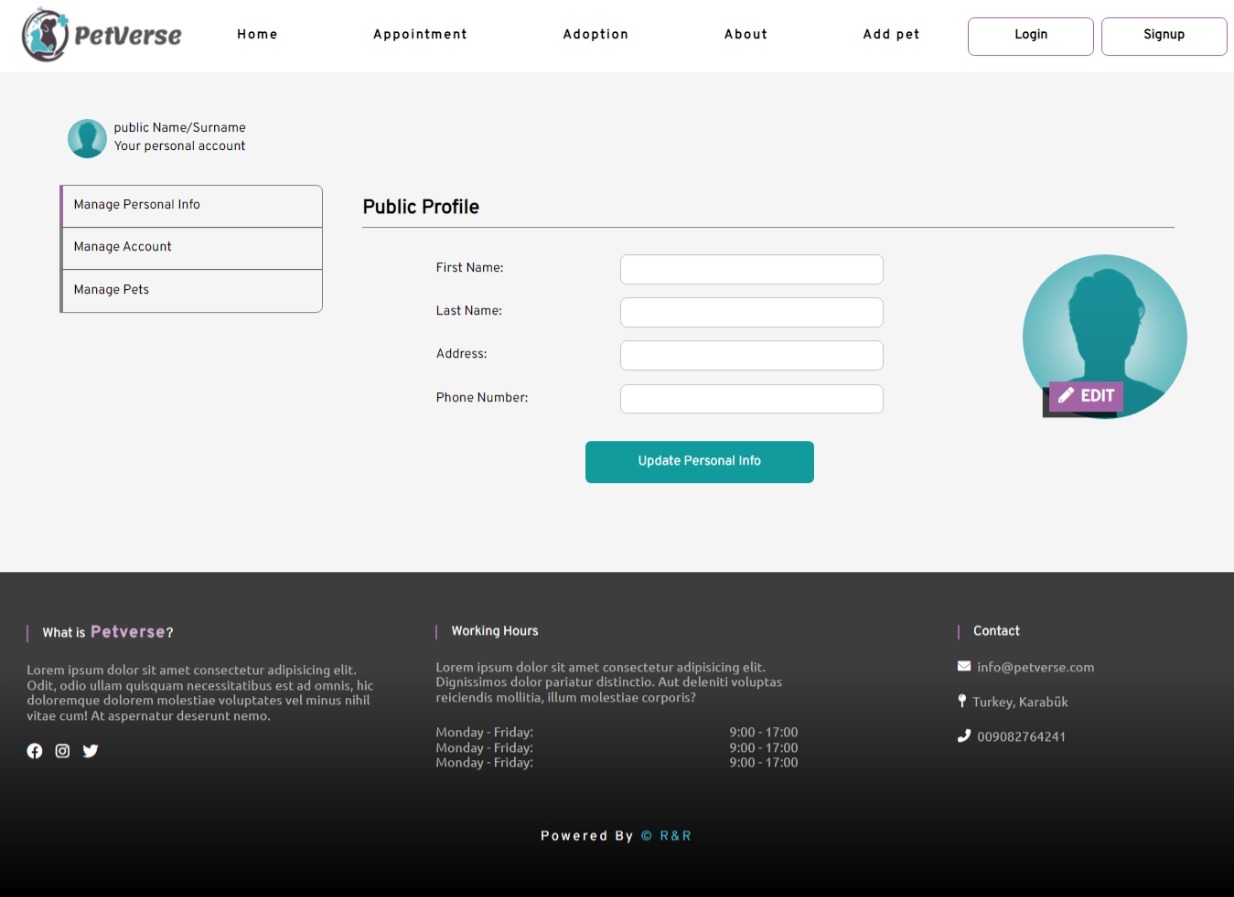 PetVerse
Home Appointment Adoption About Add pet Login Signup
public Name/Surname
Your personal account
Manage Personal Info
Manage Account
Manage Pets
Public Profile
First Name:
Last Name:
Address:
Phone Number:
EDIT
Update Personal Info
What is Petverse?
Lorem ipsum dolor sit amet consectetur adipisicing elit.
Odit, odio ullam quisquam necessitatibus est ad omnis, hic
doloremque dolorem molestiae voluptates vel minus nihil
vitae cum! At aspernatur deserunt nemo.
Working Hours
Lorem ipsum dolor sit amet consectetur adipisicing elit.
Dignissimos dolor pariatur distinctio. Aut deleniti voluptas
reiciendis mollitia, illum molestiae corporis?
Monday - Friday: 9:00 - 17:00
Monday - Friday: 9:00 - 17:00
Monday - Friday: 9:00 - 17:00
Contact
info@petverse.com
Turkey, Karabük
009082764241
Powered By © R&R